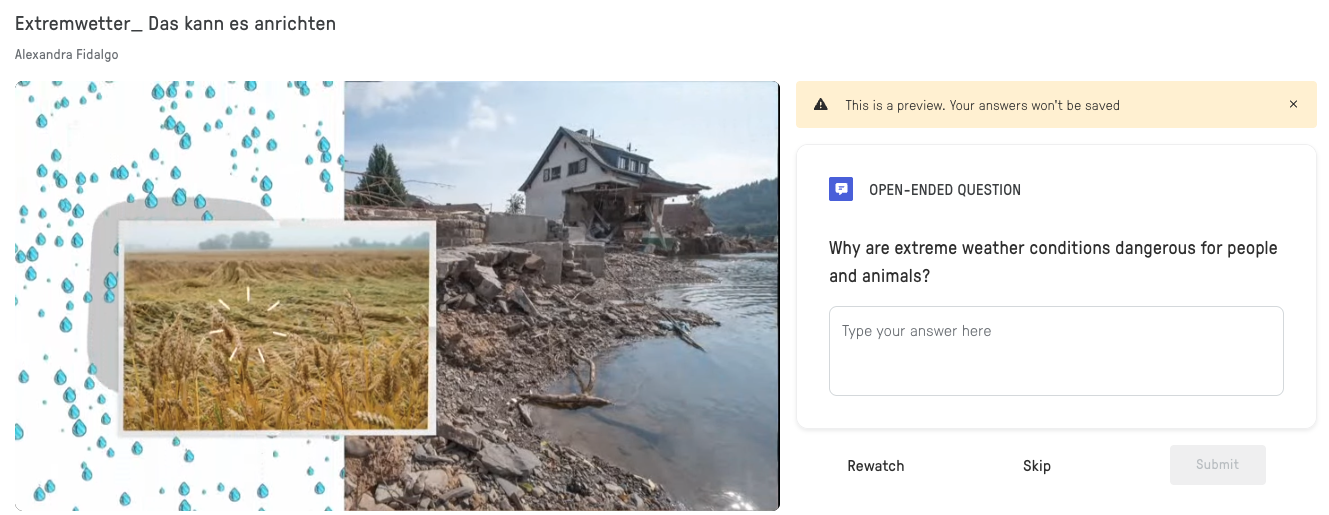 Extremwetter_ Das kann es anrichten
Alexandra Fidalgo
This is a preview. Your answers won't be saved
×
OPEN-ENDED QUESTION
Why are extreme weather conditions dangerous for people
and animals?
Type your answer here
Rewatch
Skip
Submit